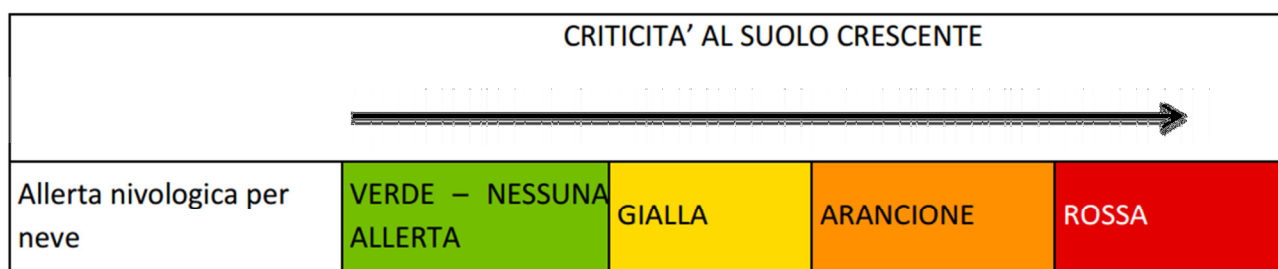 CRITICITA’ AL SUOLO CRESCENTE
Allerta nivologica per
neve
VERDE – NESSUNA
ALLERTA
GIALLA
ARANCIONE
ROSSA